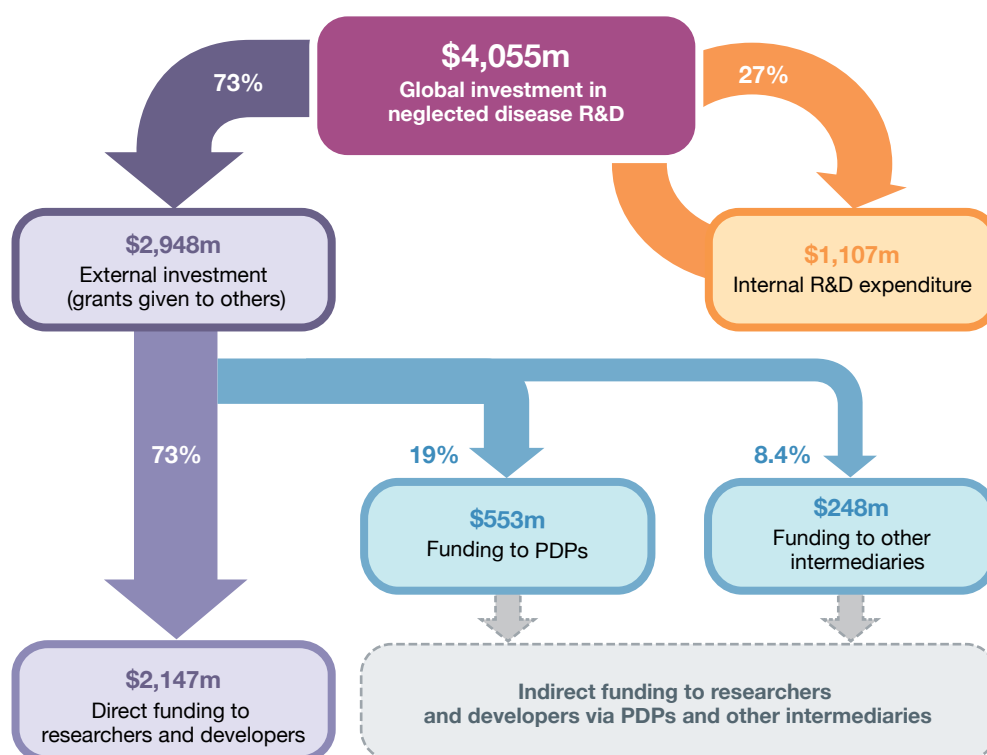 $4,055m
Global investment in
neglected disease R&D
73%
27%
$2,948m
External investment
(grants given to others)
$1,107m
Internal R&D expenditure
73%
19%
8.4%
$553m
Funding to PDPs
$248m
Funding to other
intermediaries
$2,147m
Direct funding to
researchers and developers
Indirect funding to researchers
and developers via PDPs and other intermediaries